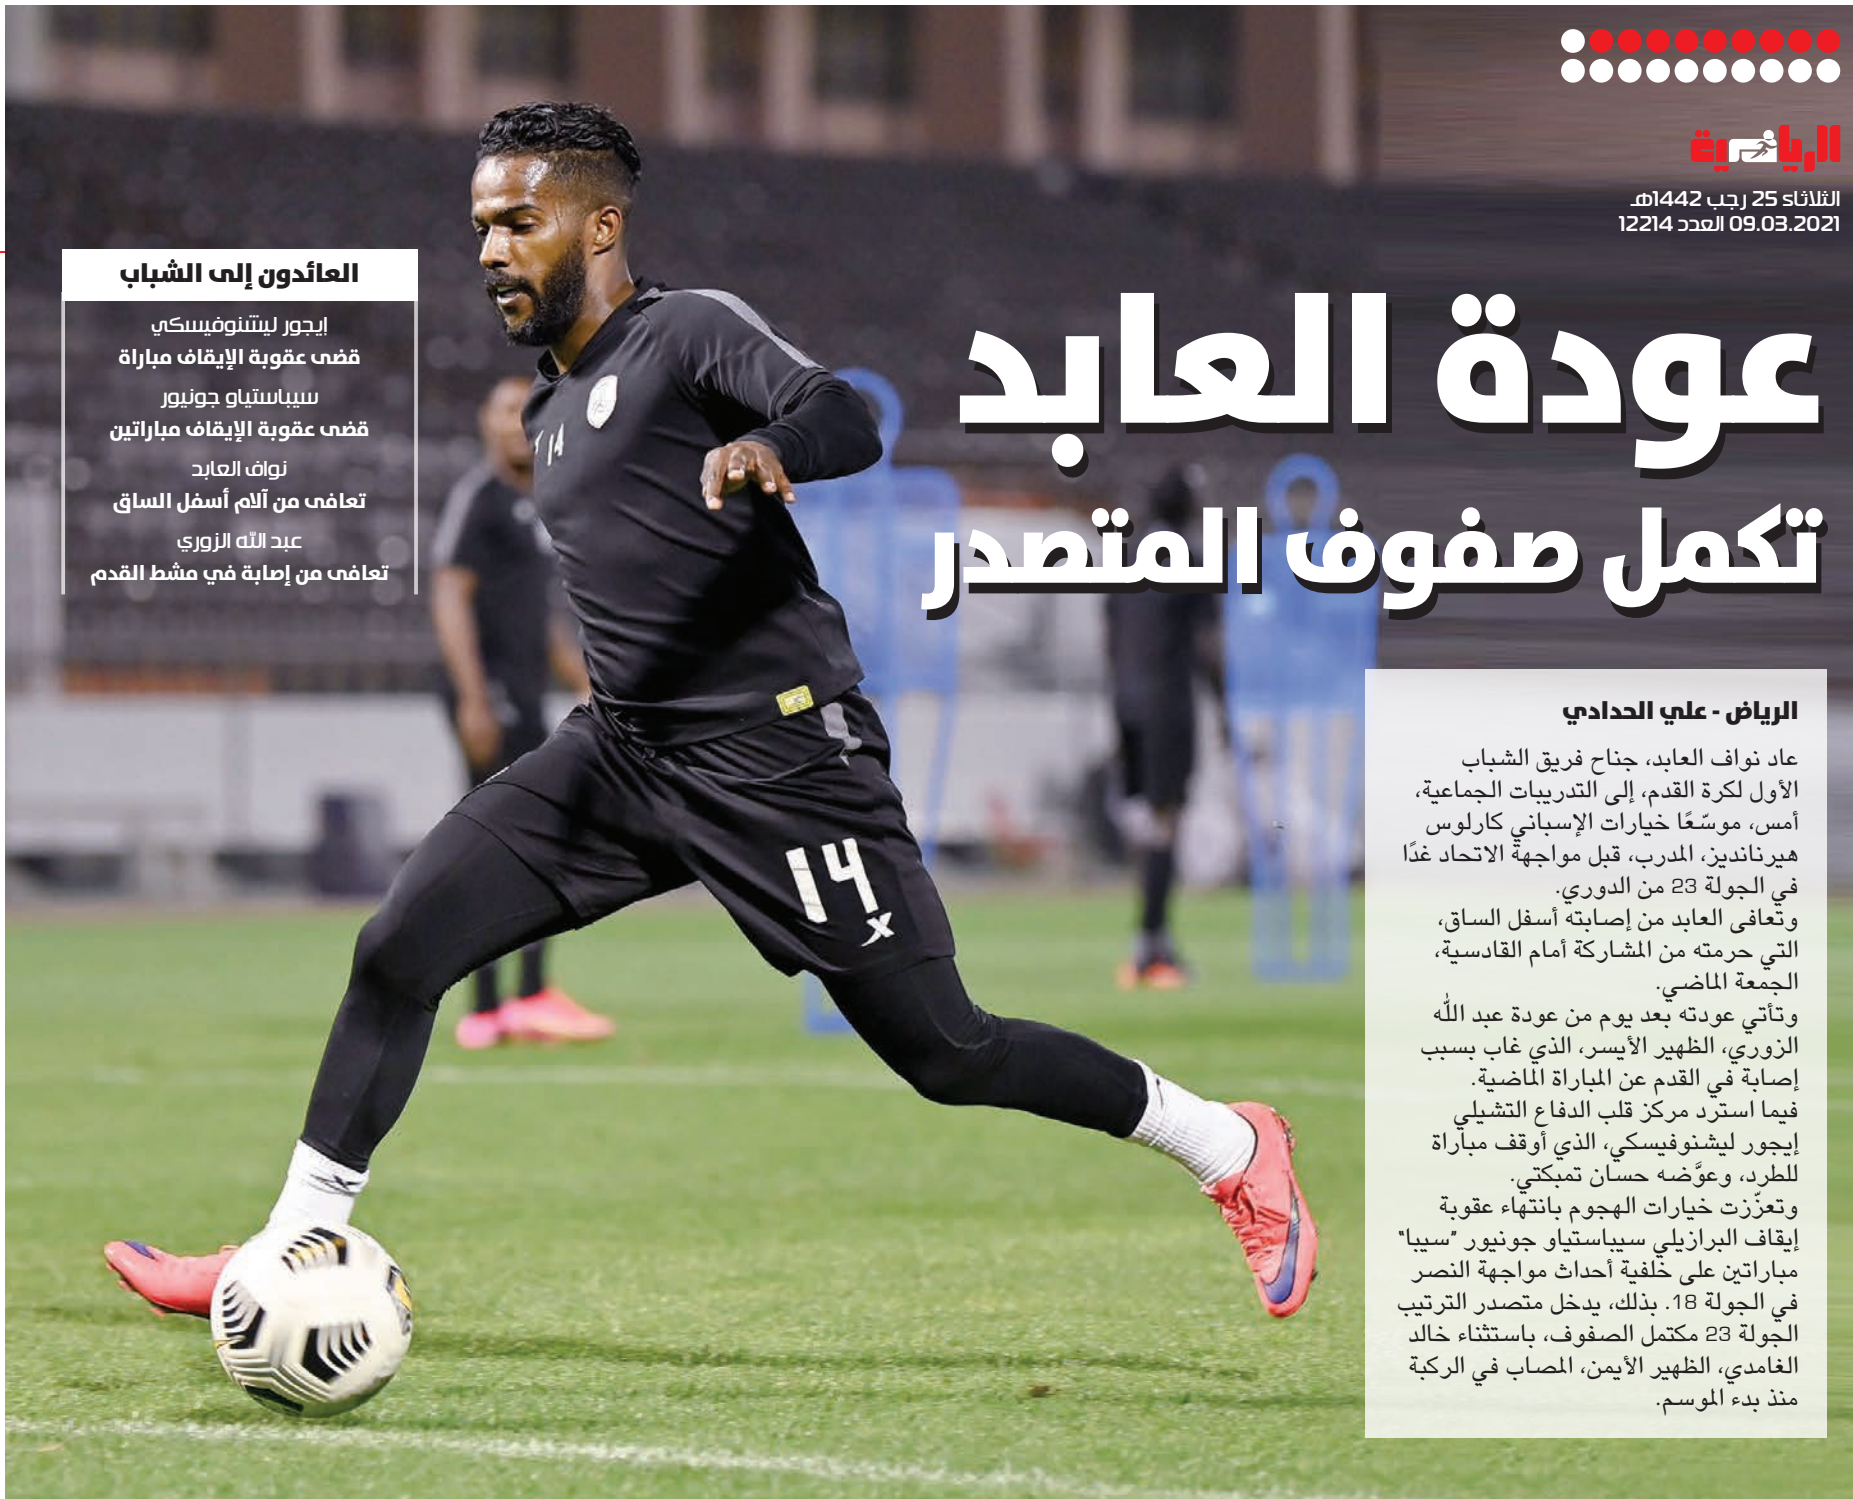 الرياضية
الثلاثاء 25 رجب 1442هـ
09.03.2021 العدد 12214
عودة العابد
تكمل صفوف المتصدر
العائدون إلى الشباب
إيجور ليشنوفيسكي
قضى عقوبة الإيقاف مباراة
سيباستياو جونيور
قضى عقوبة الإيقاف مباراتين
نواف العابد
تعافى من آلام أسفل الساق
عبد الله الزوري
تعافى من إصابة في مشط القدم
14
14
الرياض - علي الحدادي
عاد نواف العابد، جناح فريق الشباب
الأول لكرة القدم، إلى التدريبات الجماعية،
أمس، موسّعًا خيارات الإسباني كارلوس
هيرنانديز، المدرب، قبل مواجهة الاتحاد غدًا
في الجولة 23 من الدوري.
وتعافى العابد من إصابته أسفل الساق،
التي حرمته من المشاركة أمام القادسية،
الجمعة الماضي.
وتأتي عودته بعد يوم من عودة عبد الله
الزوري، الظهير الأيسر، الذي غاب بسبب
إصابة في القدم عن المباراة الماضية.
فيما استرد مركز قلب الدفاع التشيلي
إيجور ليشنوفيسكي، الذي أوقف مباراة
للطرد، وعوَّضه حسان تمبكتي.
وتعزّزت خيارات الهجوم بانتهاء عقوبة
إيقاف البرازيلي سيباستياو جونيور "سيبا"
مباراتين على خلفية أحداث مواجهة النصر
في الجولة 18. بذلك، يدخل متصدر الترتيب
الجولة 23 مكتمل الصفوف، باستثناء خالد
الغامدي، الظهير الأيمن، المصاب في الركبة
منذ بدء الموسم.